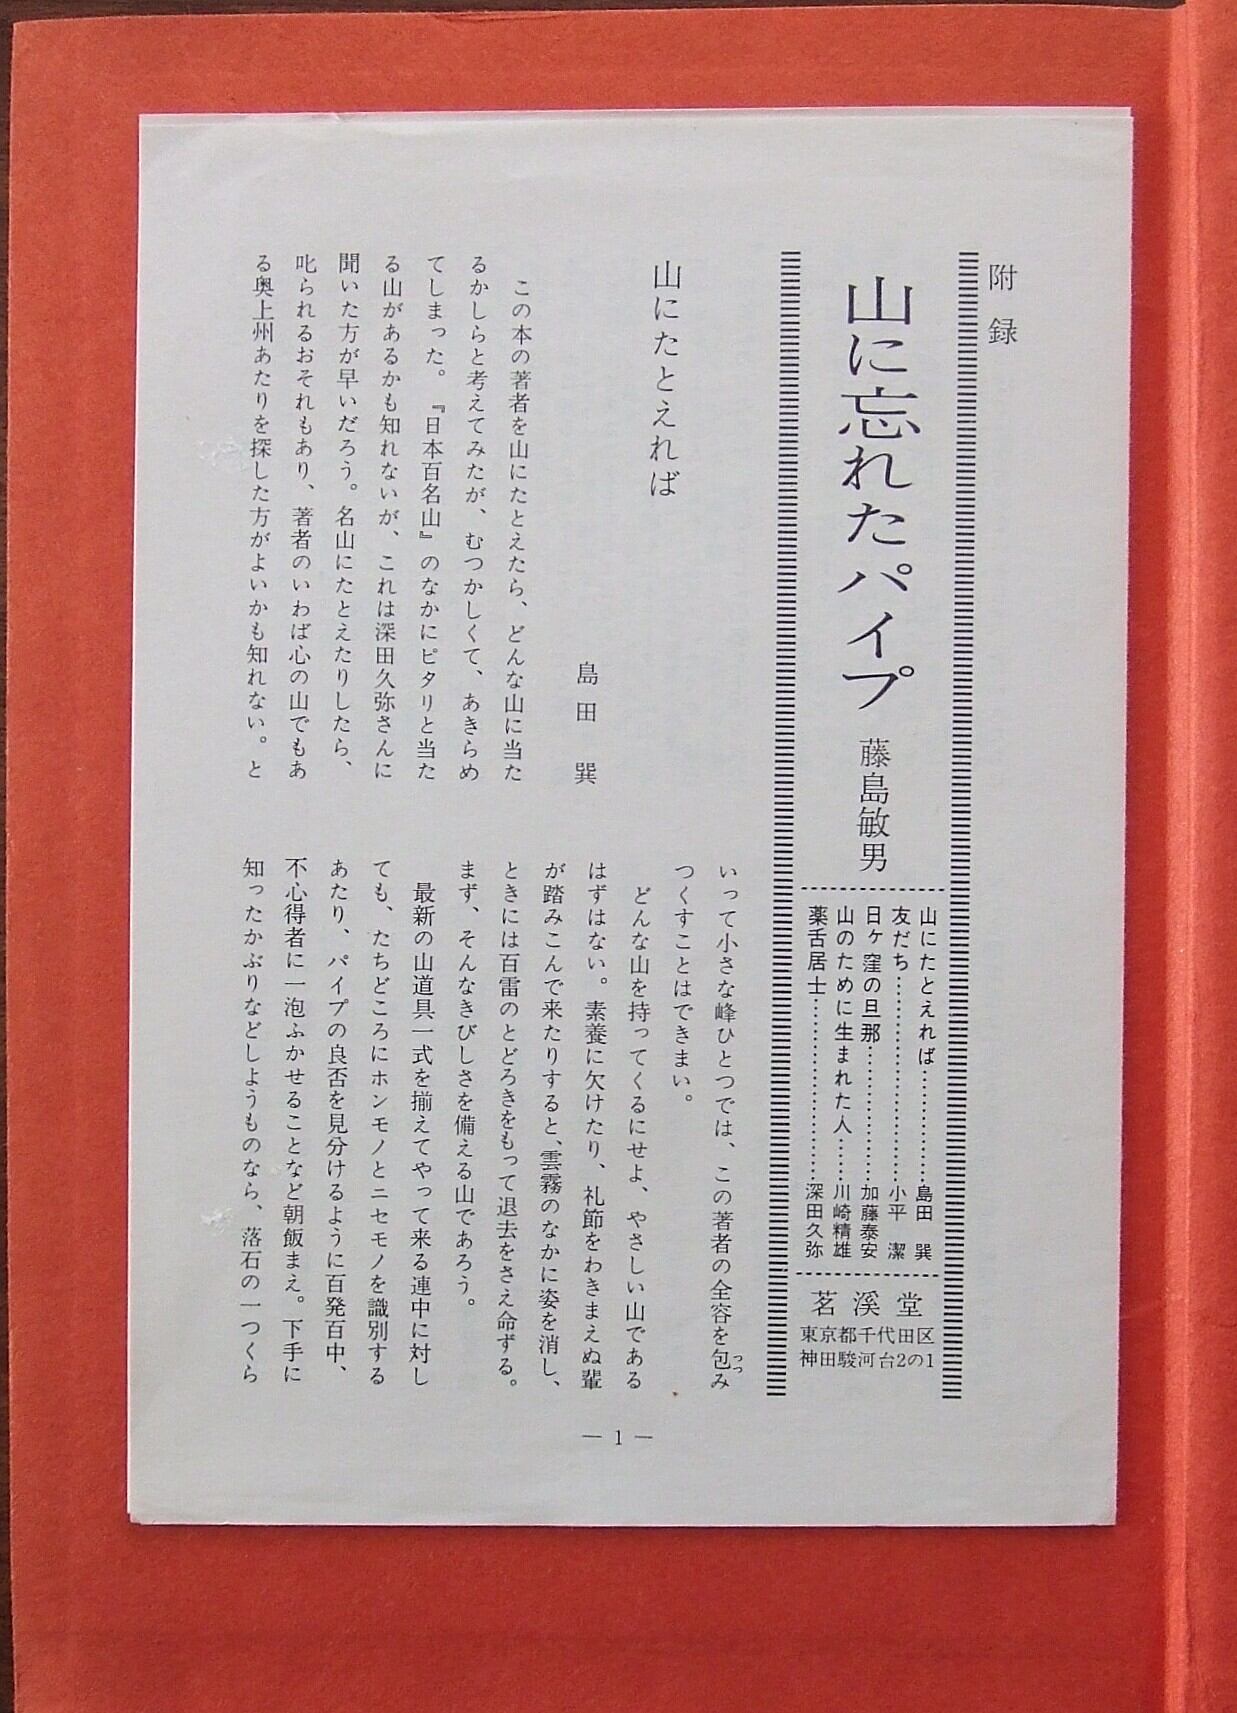 附録
山に忘れたパイプ 藤島敏男
山にたとえれば……………島田 巽
友だち……………………小平 潔
日ヶ窪の旦那……………加藤泰安
山のために生まれた人……川崎精雄
薬舌居士…………………深田久弥
茗溪堂
東京都千代田区
神田駿河台2の1
山にたとえれば
島田 巽
この本の著者を山にたとえたら、どんな山に当た
るかしらと考えてみたが、むつかしくて、あきらめ
てしまった。『日本百名山』のなかにピタリと当た
る山があるかも知れないが、これは深田久弥さんに
聞いた方が早いだろう。名山にたとえたりしたら、
叱られるおそれもあり、著者のいわば心の山でもあ
る奥上州あたりを探した方がよいかも知れない。と
いって小さな峰ひとつでは、この著者の全容を包み
つつ
つくすことはできまい。
どんな山を持ってくるにせよ、やさしい山である
はずはない。素養に欠けたり、礼節をわきまえぬ輩
が踏みこんで来たりすると、雲霧のなかに姿を消し、
ときには百雷のとどろきをもって退去をさえ命ずる。
まず、そんなきびしさを備える山であろう。
最新の山道具一式を揃えてやって来る連中に対し
ても、たちどころにホンモノとニセモノを識別する
あたり、パイプの良否を見分けるように百発百中、
不心得者に一泡ふかせることなど朝飯まえ。下手に
知ったかぶりなどしようものなら、落石の一つくら
— 1 —